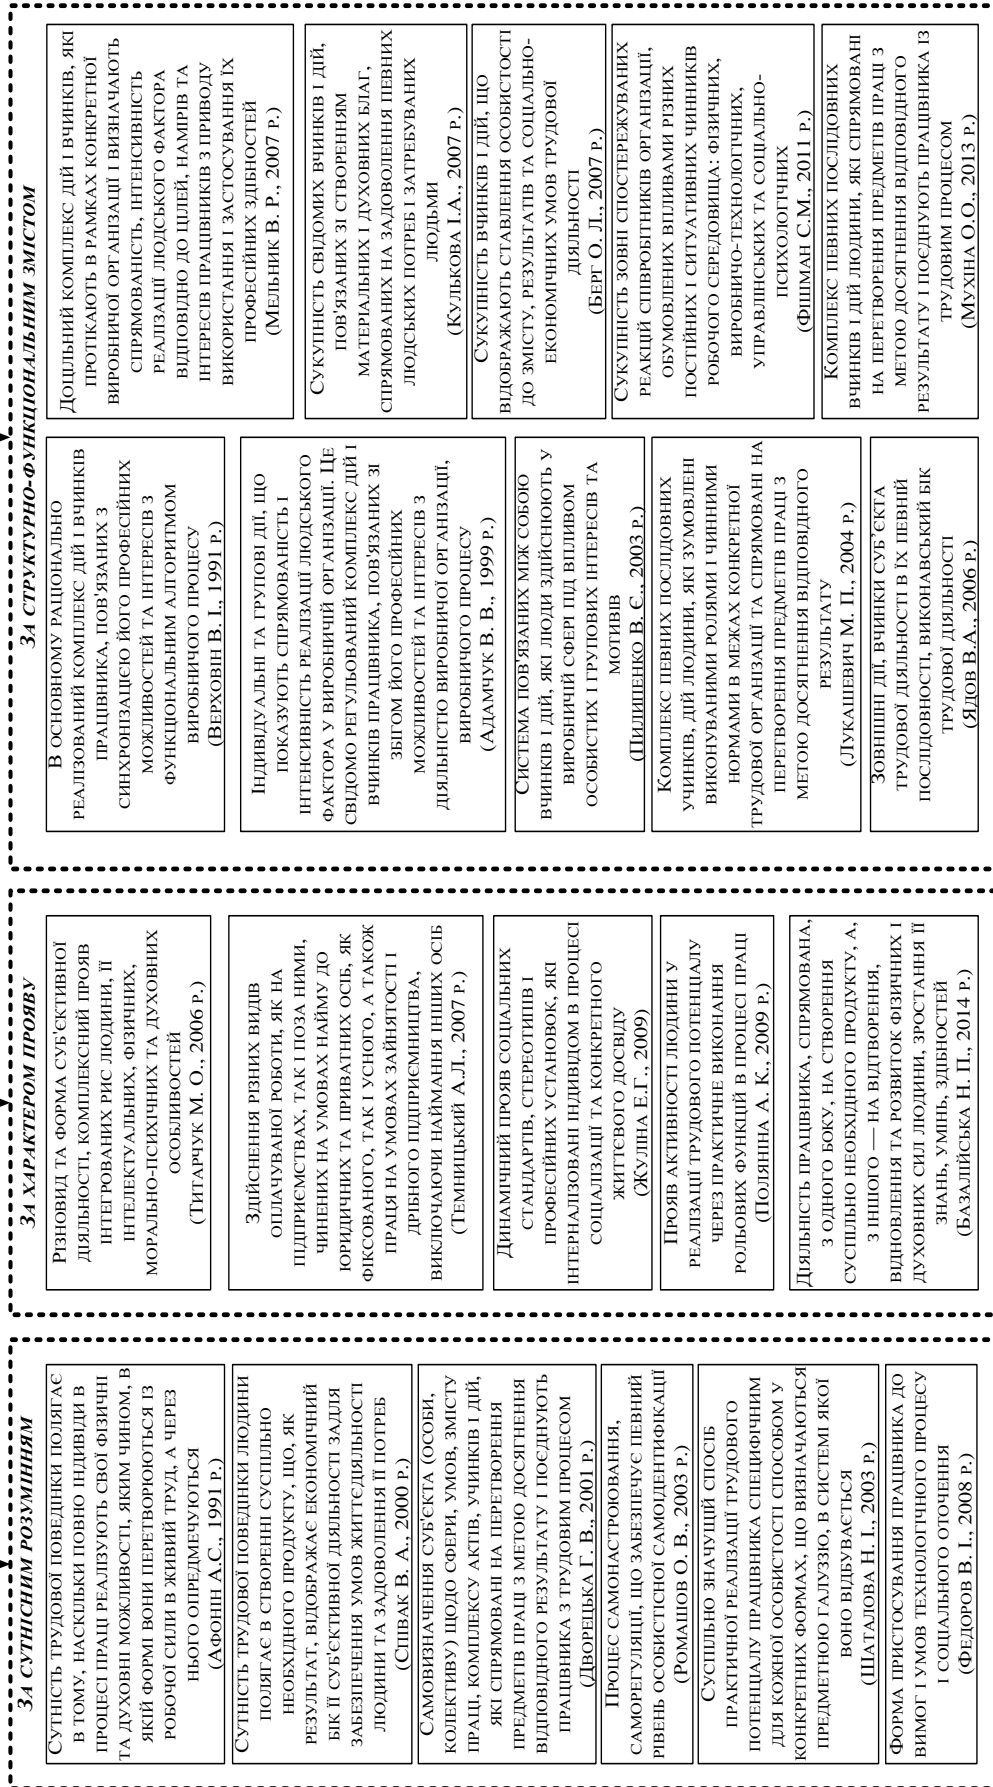 ЗА СУТНІСНИМ РОЗУМІННЯМ
СУТНІСТЬ ТРУДОВОЇ ПОВЕДІНКИ ПОЛЯГАЄ
В ТОМУ, НАСКІЛЬКИ ІНДИВІДИ В
ПРОЦЕСІ ПРАЦІ РЕАЛІЗУЮТЬ СВОЇ ФІЗИЧНІ
ТА ДУХОВНІ МОЖЛИВОСТІ, ЯКИМ ЧИНОМ, В
ЯКІЙ ФОРМІ ВОНИ ПЕРЕТВОРЮЮТЬСЯ ІЗ
РОБОЧОЇ СИЛИ В ЖИВИЙ ТРУД, А ЧЕРЕЗ
НЬОГО ОПРЕДМЕЧУЮТЬСЯ
(АФОНІН А.С., 1991 Р.)
СУТНІСТЬ ТРУДОВОЇ ПОВЕДІНКИ ЛЮДИНИ
ПОЛЯГАЄ В СТВОРЕННІ СУСПІЛЬНО
НЕОБХІДНОГО ПРОДУКТУ, ЩО, ЯК
РЕЗУЛЬТАТ, ВІДОБРАЖАЄ ЕКОНОМІЧНИЙ
БІК ЇЇ СУБ'ЄКТИВНОЇ ДІЯЛЬНОСТІ ЗАДЛЯ
ЗАБЕЗПЕЧЕННЯ УМОВ ЖИТТЄДІЯЛЬНОСТІ
ЛЮДИНИ ТА ЗАДОВОЛЕННЯ ЇЇ ПОТРЕБ
(СПІВАК В. А., 2000 Р.)
САМОВИЗНАЧЕННЯ СУБ'ЄКТА (ОСОБИ,
КОЛЕКТИВУ) ЩОДО СФЕРИ, УМОВ, ЗМІСТУ
ПРАЦІ, КОМПЛЕКСУ АКТІВ, УЧИНКІВ І ДІЙ,
ЯКІ СПРЯМОВАНІ НА ПЕРЕТВОРЕННЯ
ПРЕДМЕТІВ ПРАЦІ З МЕТОЮ ДОСЯГНЕННЯ
ВІДПОВІДНОГО РЕЗУЛЬТАТУ І ПОЄДНУЮТЬ
ПРАЦІВНИКА З ТРУДОВИМ ПРОЦЕСОМ
(ДВОРЕЦЬКА Г. В., 2001 Р.)
ПРОЦЕС САМОНАСТРОЮВАННЯ,
САМОРЕГУЛЯЦІЇ, ЩО ЗАБЕЗПЕЧУЄ ПЕВНИЙ
РІВЕНЬ ОСОБИСТІСНОЇ САМОІДЕНТИФІКАЦІЇ
(РОМАШОВ О. В., 2003 Р.)
СУСПІЛЬНО ЗНАЧУЩІЙ СПОСІБ
ПРАКТИЧНОЇ РЕАЛІЗАЦІЇ ТРУДОВОГО
ПОТЕНЦІАЛУ ПРАЦІВНИКА СПЕЦИФІЧНИМ
ДЛЯ КОЖНОЇ ОСОБИСТОСТІ СПОСОБОМ У
КОНКРЕТНИХ ФОРМАХ, ЩО ВИЗНАЧАЮТЬСЯ
ПРЕДМЕТНОЮ ГАЛУЗЗЮ, В СИСТЕМІ ЯКОЇ
ВОНО ВІДБУВАЄТЬСЯ
(ШАТАЛОВА Н. І., 2003 Р.)
ФОРМА ПРИСТОСУВАННЯ ПРАЦІВНИКА ДО
ВИМОГ І УМОВ ТЕХНОЛОГІЧНОГО ПРОЦЕСУ
І СОЦІАЛЬНОГО ОТОЧЕННЯ
(ФЕДОРОВ В. І., 2008 Р.)
ЗА ХАРАКТЕРОМ ПРОЯВУ
РІЗНОВИД ТА ФОРМА СУБ'ЄКТИВНОЇ
ДІЯЛЬНОСТІ, КОМПЛЕКСНИЙ ПРОЯВ
ІНТЕГРОВАНИХ РИС ЛЮДИНИ, ЇЇ
ІНТЕЛЕКТУАЛЬНИХ, ФІЗИЧНИХ,
МОРАЛЬНО-ПСИХІЧНИХ ТА ДУХОВНИХ
ОСОБЛИВОСТЕЙ
(ТИТАРЧУК М. О., 2006 Р.)
ЗДІЙСНЕННЯ РІЗНИХ ВИДІВ
ОПЛАЧУВАНОЇ РОБОТИ, ЯК НА
ПІДПРИЄМСТВАХ, ТАК І ПОЗА НИМИ,
ЧИНЕНИХ НА УМОВАХ НАЙМУ ДО
ЮРИДИЧНИХ ТА ПРИВАТНИХ ОСІБ, ЯК
ФІКСОВАНОГО, ТАК І УСНОГО, А ТАКОЖ
ПРАЦЯ НА УМОВАХ ЗАЙНЯТОСТІ І
ДРІБНОГО ПІДПРИЄМНИЦТВА,
ВИКЛЮЧАЮЧИ НАЙМАННЯ ІНШИХ ОСІБ
(ТЕМНИЦЬКИЙ А.Л., 2007 Р.)
ДИНАМІЧНИЙ ПРОЯВ СОЦІАЛЬНИХ
СТАНДАРТІВ, СТЕРЕОТИПІВ І
ПРОФЕСІЙНИХ УСТАНОВОК, ЯКІ
ІНТЕРНАЛІЗОВАНІ ІНДИВІДОМ В ПРОЦЕСІ
СОЦІАЛІЗАЦІЇ ТА КОНКРЕТНОГО
ЖИТТЄВОГО ДОСВІДУ
(ЖУЛІНА Е.Г., 2009)
ПРОЯВ АКТИВНОСТІ ЛЮДИНИ У
РЕАЛІЗАЦІЇ ТРУДОВОГО ПОТЕНЦІАЛУ
ЧЕРЕЗ ПРАКТИЧНЕ ВИКОНАННЯ
РОЛЬОВИХ ФУНКЦІЙ В ПРОЦЕСІ ПРАЦІ
(ПОЛЯНІНА А. К., 2009 Р.)
ДІЯЛЬНІСТЬ ПРАЦІВНИКА, СПРЯМОВАНА,
З ОДНОГО БОКУ, НА СТВОРЕННЯ
СУСПІЛЬНО НЕОБХІДНОГО ПРОДУКТУ, А,
З ІНШОГО — НА ВІДТВОРЕННЯ,
ВІДНОВЛЕННЯ ТА РОЗВИТОК ФІЗИЧНИХ І
ДУХОВНИХ СИЛ ЛЮДИНИ, ЗРОСТАННЯ ЇЇ
ЗНАНЬ, УМІНЬ, ЗДІБНОСТЕЙ
(БАЗАЛІЙСЬКА Н. П., 2014 Р.)
ЗА СТРУКТУРНО-ФУНКЦІОНАЛЬНИМ ЗМІСТОМ
В ОСНОВНОМУ РАЦІОНАЛЬНО
РЕАЛІЗОВАНИЙ КОМПЛЕКС ДІЙ І ВЧИНКІВ
ПРАЦІВНИКА, ПОВ'ЯЗАНИХ З
СИНХРОНІЗАЦІЄЮ ЙОГО ПРОФЕСІЙНИХ
МОЖЛИВОСТЕЙ ТА ІНТЕРЕСІВ З
ФУНКЦІОНАЛЬНИМ АЛГОРИТМОМ
ВИРОБНИЧОГО ПРОЦЕСУ
(ВЕРХОВІН В. І., 1991 Р.)
ІНДИВІДУАЛЬНІ ТА ГРУПОВІ ДІЇ, ЩО
ПОКАЗУЮТЬ СПРЯМОВАНІСТЬ І
ІНТЕНСИВНІСТЬ РЕАЛІЗАЦІЇ ЛЮДСЬКОГО
ФАКТОРА У ВИРОБНИЧІЙ ОРГАНІЗАЦІЇ. ЦЕ
СВІДОМО РЕГУЛЬОВАНИЙ КОМПЛЕКС ДІЙ І
ВЧИНКІВ ПРАЦІВНИКА, ПОВ'ЯЗАНИХ ЗІ
ЗБІГОМ ЙОГО ПРОФЕСІЙНИХ
МОЖЛИВОСТЕЙ ТА ІНТЕРЕСІВ З
ДІЯЛЬНІСТЮ ВИРОБНИЧОЇ ОРГАНІЗАЦІЇ,
ВИРОБНИЧОГО ПРОЦЕСУ
(АДАМЧУК В. В., 1999 Р.)
СИСТЕМА ПОВ'ЯЗАНИХ МІЖ СОБОЮ
ВЧИНКІВ І ДІЙ, ЯКІ ЛЮДИ ЗДІЙСНЮЮТЬ У
ВИРОБНИЧІЙ СФЕРІ ПІД ВПЛИВОМ
ОСОБИСТИХ І ГРУПОВИХ ІНТЕРЕСІВ ТА
МОТИВІВ
(ПИЛИПЕНКО В. Є., 2003 Р.)
КОМПЛЕКС ПЕВНИХ ПОСЛІДОВНИХ
УЧИНКІВ, ДІЙ ЛЮДИНИ, ЯКІ ЗУМОВЛЕНІ
ВИКОНУВАНИМИ РОЛЯМИ І ЧИННИМИ
НОРМАМИ В МЕЖАХ КОНКРЕТНОЇ
ТРУДОВОЇ ОРГАНІЗАЦІЇ ТА СПРЯМОВАНІ НА
ПЕРЕТВОРЕННЯ ПРЕДМЕТІВ ПРАЦІ З
МЕТОЮ ДОСЯГНЕННЯ ВІДПОВІДНОГО
РЕЗУЛЬТАТУ
(ЛУКАШЕВИЧ М. П., 2004 Р.)
ЗОВНІШНІ ДІЇ, ВЧИНКИ СУБ'ЄКТА
ТРУДОВОЇ ДІЯЛЬНОСТІ В ЇХ ПЕВНІЙ
ПОСЛІДОВНОСТІ, ВИКОНАВСЬКИЙ БІК
ТРУДОВОЇ ДІЯЛЬНОСТІ
(ЯДОВ В.А., 2006 Р.)
ДОЦІЛЬНИЙ КОМПЛЕКС ДІЙ І ВЧИНКІВ, ЯКІ
ПРОТІКАЮТЬ В РАМКАХ КОНКРЕТНОЇ
ВИРОБНИЧОЇ ОРГАНІЗАЦІЇ І ВИЗНАЧАЮТЬ
СПРЯМОВАНІСТЬ, ІНТЕНСИВНІСТЬ
РЕАЛІЗАЦІЇ ЛЮДСЬКОГО ФАКТОРА
ВІДПОВІДНО ДО ЦІЛЕЙ, НАМІРІВ ТА
ІНТЕРЕСІВ ПРАЦІВНИКІВ З ПРИВОДУ
ВИКОРИСТАННЯ І ЗАСТОСУВАННЯ ЇХ
ПРОФЕСІЙНИХ ЗДІБНОСТЕЙ
(МЕЛЬНИК В. Р., 2007 Р.)
СУКУПНІСТЬ СВІДОМИХ ВЧИНКІВ І ДІЙ,
ПОВ'ЯЗАНИХ ЗІ СТВОРЕННЯМ
МАТЕРІАЛЬНИХ І ДУХОВНИХ БЛАГ,
СПРЯМОВАНИХ НА ЗАДОВОЛЕННЯ ПЕВНИХ
ЛЮДСЬКИХ ПОТРЕБ І ЗАТРЕБУВАНИХ
ЛЮДЬМИ
(КУЛЬКОВА І.А., 2007 Р.)
СУКУПНІСТЬ ВЧИНКІВ І ДІЙ, ЩО
ВІДОБРАЖАЮТЬ СТАВЛЕННЯ ОСОБИСТОСТІ
ДО ЗМІСТУ, РЕЗУЛЬТАТІВ ТА СОЦІАЛЬНО-
ЕКОНОМІЧНИХ УМОВ ТРУДОВОЇ
ДІЯЛЬНОСТІ
(БЕРГ О. Л., 2007 Р.)
СУКУПНІСТЬ ЗОВНІ СПОСТЕРЕЖУВАНИХ
РЕАКЦІЙ СПІВРОБІТНИКІВ ОРГАНІЗАЦІЇ,
ОБУМОВЛЕНИХ ВПЛИВАМИ РІЗНИХ
ПОСТІЙНИХ І СИТУАТИВНИХ ЧИННИКІВ
РОБОЧОГО СЕРЕДОВИЩА: ФІЗИЧНИХ,
ВИРОБНИЧО-ТЕХНОЛОГІЧНИХ,
УПРАВЛІНСЬКИХ ТА СОЦІАЛЬНО-
ПСИХОЛОГІЧНИХ
(ФІШМАН С.М., 2011 Р.)
КОМПЛЕКС ПЕВНИХ ПОСЛІДОВНИХ
ВЧИНКІВ І ДІЙ ЛЮДИНИ, ЯКІ СПРЯМОВАНІ
НА ПЕРЕТВОРЕННЯ ПРЕДМЕТІВ ПРАЦІ З
МЕТОЮ ДОСЯГНЕННЯ ВІДПОВІДНОГО
РЕЗУЛЬТАТУ І ПОЄДНУЮТЬ ПРАЦІВНИКА ІЗ
ТРУДОВИМ ПРОЦЕСОМ
(МУХІНА О.О., 2013 Р.)